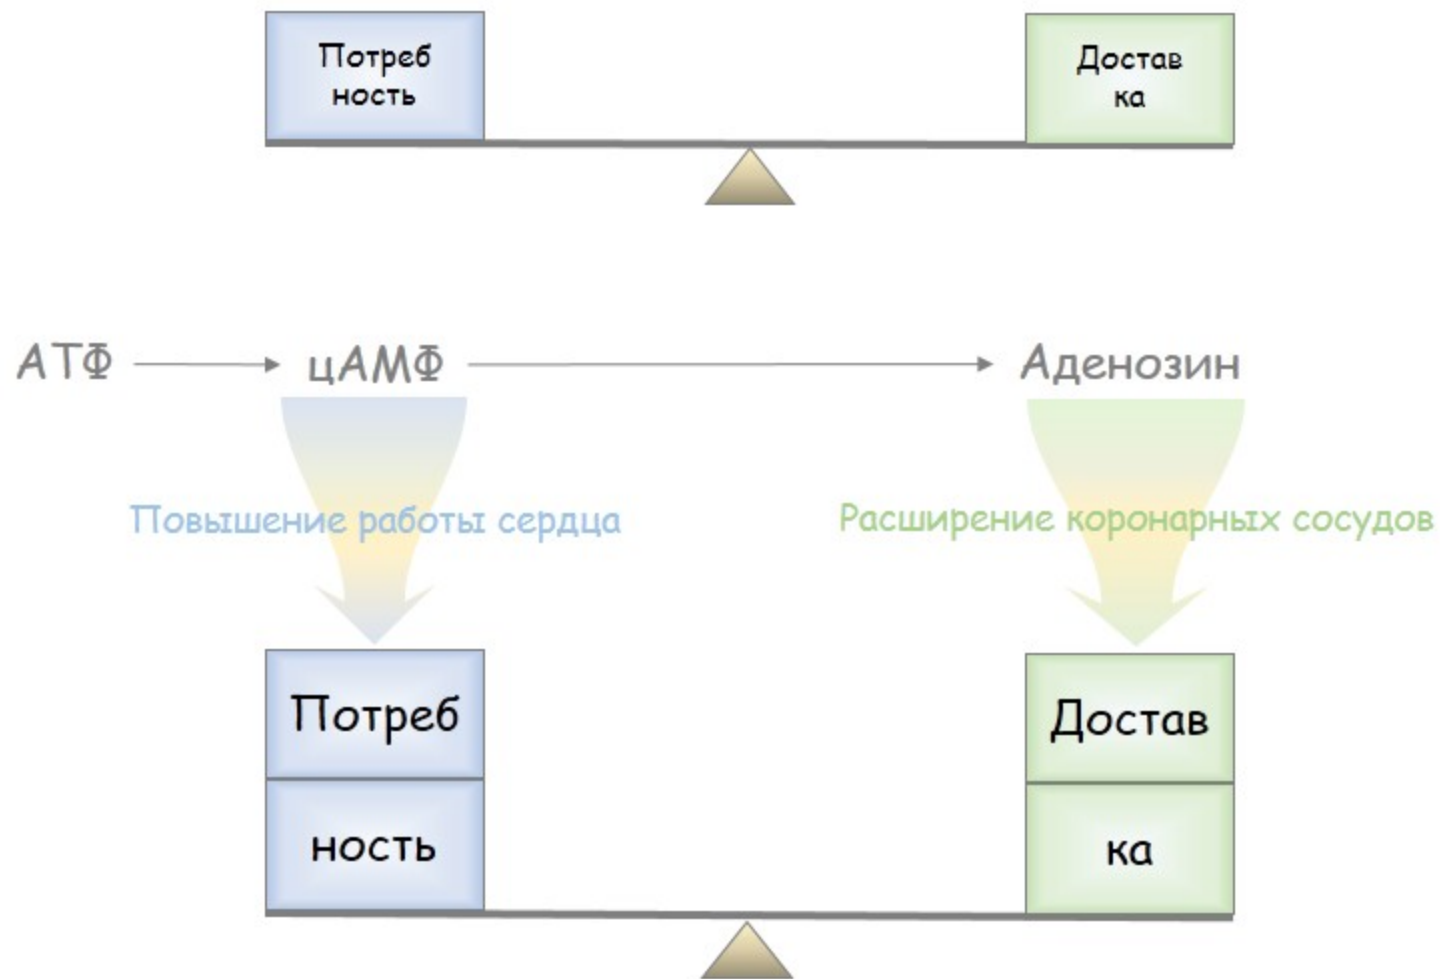 Потреб
ность
Достав
ка
АТФ
цАМФ
Аденозин
Повышение работы сердца
Расширение коронарных сосудов
Потреб
ность
Достав
ка